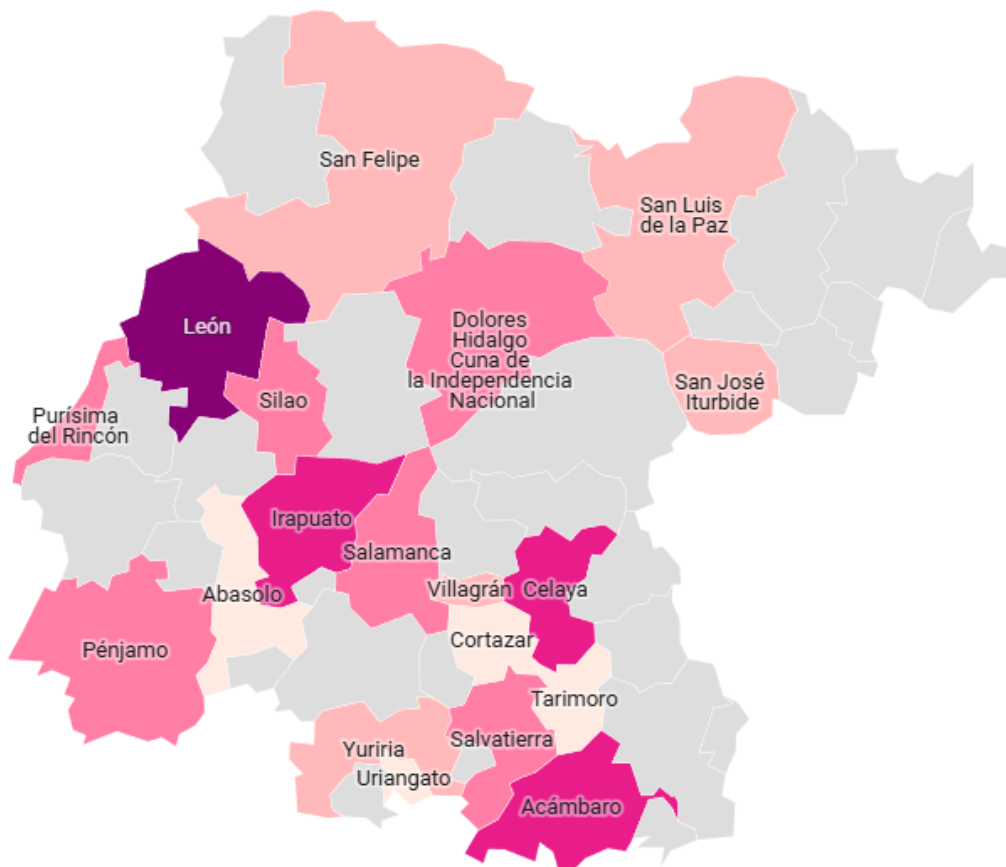 San Felipe
San Luis
de la Paz
León
Dolores
Hidalgo
Cuna de
la Independencia
Nacional
Silao
San José
Iturbide
Purísima
del Rincón
Irapuato
Salamanca
Abasolo
Villagrán
Celaya
Cortazar
Pénjamo
Tarimoro
Yuriria
Salvatierra
Uriangato
Acámbaro